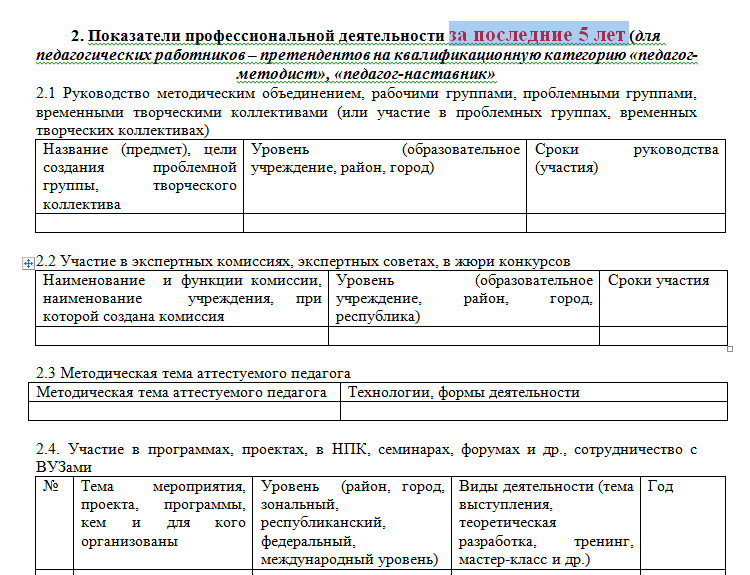 2. Показатели профессиональной деятельности за последние 5 лет (для
педагогических работников – претендентов на квалификационную категорию «педагог-
методист», «педагог-наставник»
2.1 Руководство методическим объединением, рабочими группами, проблемными группами,
временными творческими коллективами (или участие в проблемных группах, временных
творческих коллективах)
Название (предмет), цели
создания проблемной
группы, творческого
коллектива
Уровень (образовательное
учреждение, район, город)
Сроки руководства
(участия)
2.2 Участие в экспертных комиссиях, экспертных советах, в жюри конкурсов
Наименование и функции комиссии,
наименование учреждения, при
которой создана комиссия
Уровень (образовательное
учреждение, район, город,
республика)
Сроки участия
2.3 Методическая тема аттестуемого педагога
Методическая тема аттестуемого педагога
Технологии, формы деятельности
2.4. Участие в программах, проектах, в НПК, семинарах, форумах и др., сотрудничество с
ВУЗами
№
Тема мероприятия,
проекта, программы,
кем и для кого
организованы
Уровень (район, город,
зональный,
республиканский,
федеральный,
международный уровень)
Виды деятельности (тема
выступления,
теоретическая
разработка, тренинг,
мастер-класс и др.)
Год